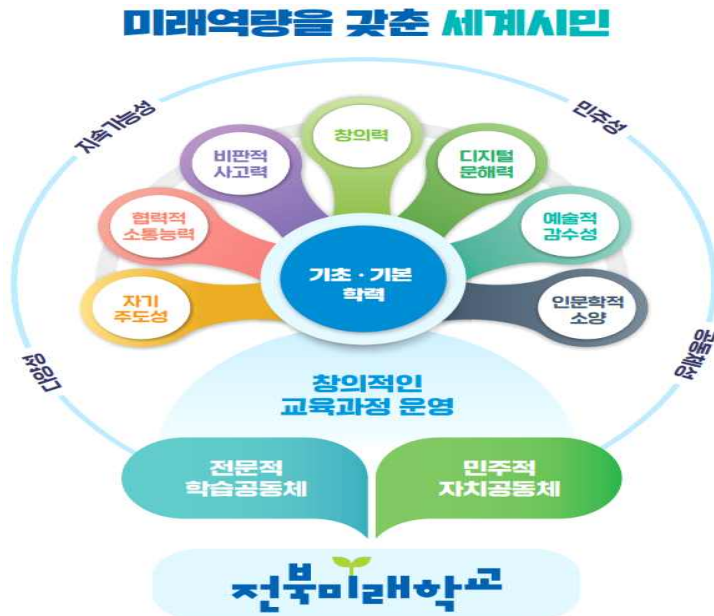 미래역량을 갖춘 세계시민
지속가능성
민주성
창의력
비판적
사고력
디지털
문해력
협력적
소통능력
예술적
감수성
자기
주도성
기초 · 기본
학력
인문학적
소양
다양성
공동체성
창의적인
교육과정 운영
전문적
학습공동체
민주적
자치공동체
전북미래학교